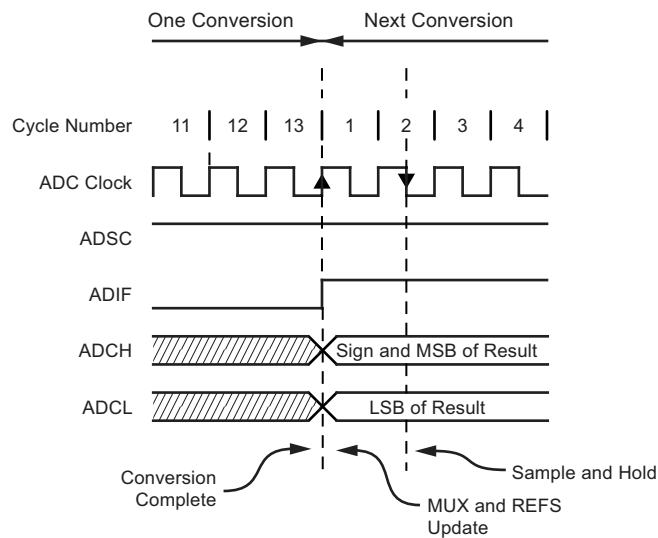 One Conversion Next Conversion
Cycle Number 11 12 13 1 2 3 4
ADC Clock
ADSC
ADIF
ADCH Sign and MSB of Result
ADCL LSB of Result
Conversion
Complete
MUX and REFS
Update
Sample and Hold